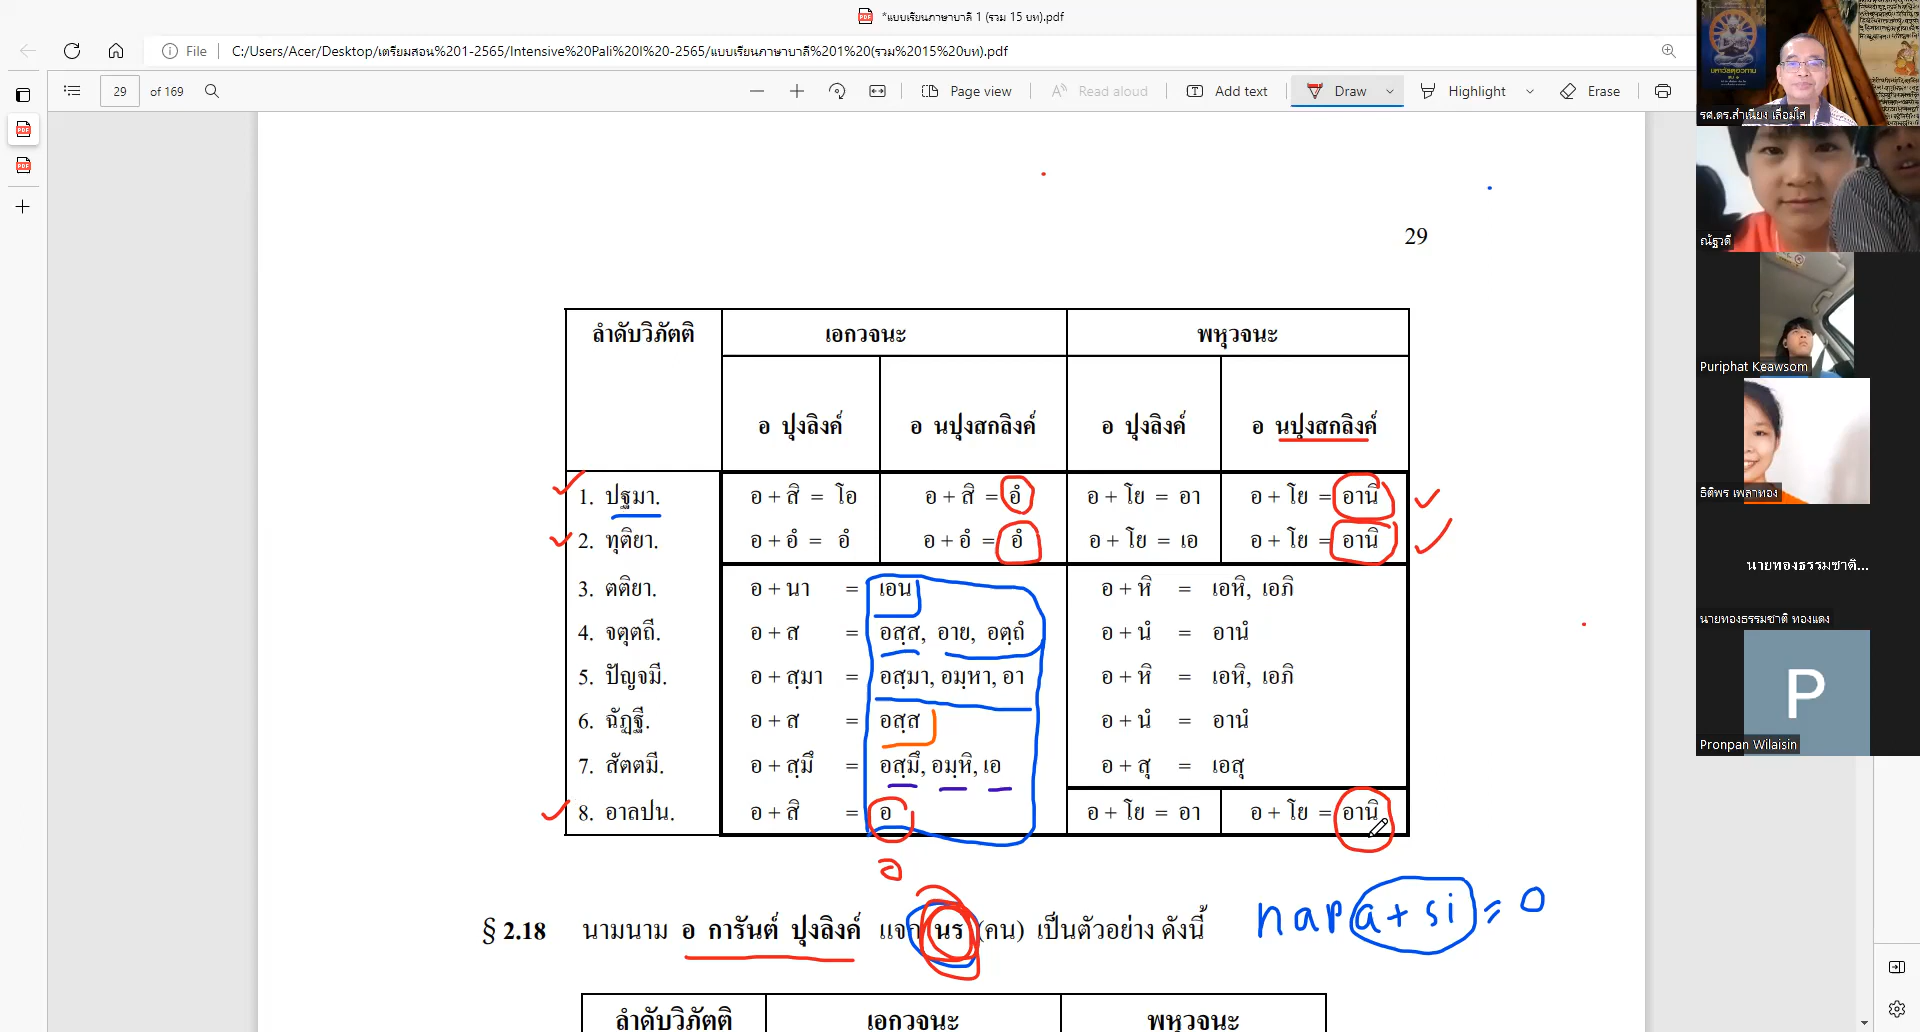 *แบบเรียนภาษาบาลี 1 (รวม 15 บท).pdf
File C:/Users/Acer/Desktop/เตรียมสอน%201-2565/Intensive%20Pali%20I%20-2565/แบบเรียนภาษาบาลี%201%20(รวม%2015%20บท).pdf
29 of 169 Page view Read aloud Add text Draw Highlight Erase
29
ลำดับวิภัตติ เอกวจนะ พหุวจนะ
อ ปุงลิงค์ อ นปุงสกลิงค์ อ ปุงลิงค์ อ นปุงสกลิงค์
1. ปฐมา. อ + สิ = โอ อ + สิ = อํ อ + โย = อา อ + โย = อานิ
2. ทุติยา. อ + อํ = อํ อ + อํ = อํ อ + โย = เอ อ + โย = อานิ
3. ตติยา. อ + นา = เอน อ + หิ = เอหิ, เอภิ
4. จตุตถี. อ + ส = อสฺส, อาย, อตฺถํ อ + นํ = อานํ
5. ปัญจมี. อ + สฺมา = อสฺมา, อมฺหา, อา อ + หิ = เอหิ, เอภิ
6. ฉัฏฐี. อ + ส = อสฺส อ + นํ = อานํ
7. สัตตมี. อ + สฺมึ = อสฺมึ, อมฺหิ, เอ อ + สุ = เอสุ
8. อาลปน. อ + สิ = อ อ + โย = อา อ + โย = อานิ
nara + si = o
§ 2.18 นามนาม อ การันต์ ปุงลิงค์ แจก นร (คน) เป็นตัวอย่าง ดังนี้
ลำดับวิภัตติ เอกวจนะ พหุวจนะ
รศ.ดร.สำเนียง เลื่อมใส
ณัฐวดี
Puriphat Keawsom
ธิติพร เพลาทอง
นายทองธรรมชาติ...
นายทองธรรมชาติ ทองแดง
P
Pronpan Wilaisin